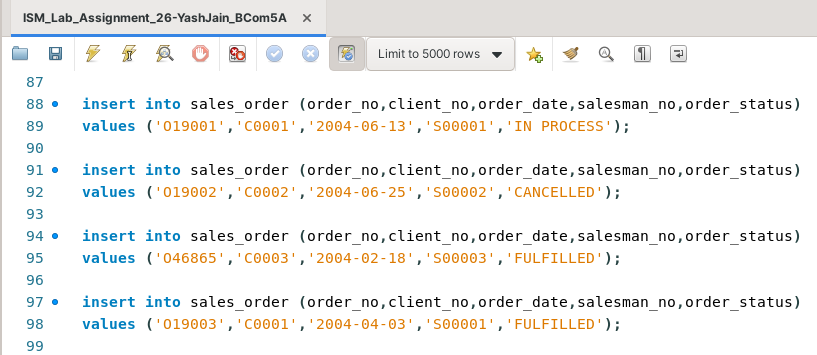 ISM_Lab_Assignment_26-YashJain_BCom5A ×
Limit to 5000 rows
87
88 insert into sales_order (order_no,client_no,order_date,salesman_no,order_status)
89 values ('O19001','C0001','2004-06-13','S00001','IN PROCESS');
90
91 insert into sales_order (order_no,client_no,order_date,salesman_no,order_status)
92 values ('O19002','C0002','2004-06-25','S00002','CANCELLED');
93
94 insert into sales_order (order_no,client_no,order_date,salesman_no,order_status)
95 values ('O46865','C0003','2004-02-18','S00003','FULFILLED');
96
97 insert into sales_order (order_no,client_no,order_date,salesman_no,order_status)
98 values ('O19003','C0001','2004-04-03','S00001','FULFILLED');
99